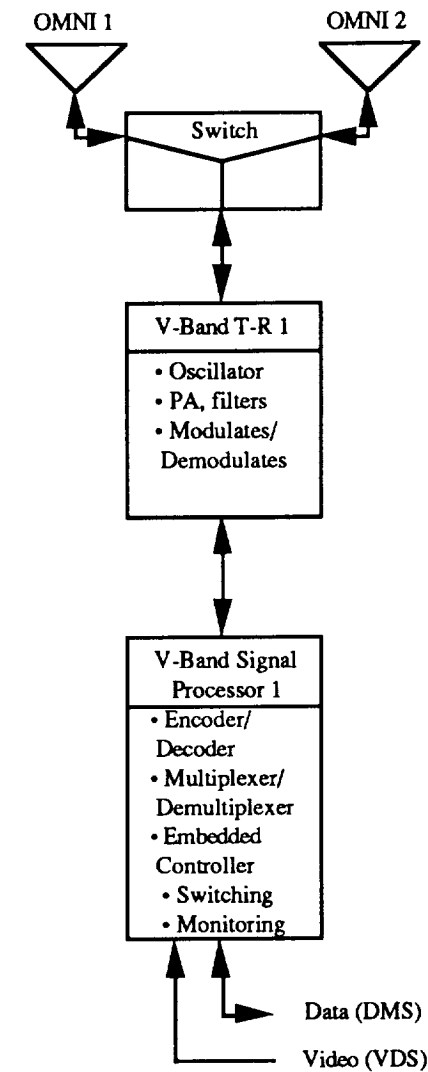 OMNI 1
OMNI 2
Switch
V-Band T-R 1
• Oscillator
• PA, filters
• Modulates/
Demodulates
V-Band Signal
Processor 1
• Encoder/
Decoder
• Multiplexer/
Demultiplexer
• Embedded
Controller
• Switching
• Monitoring
Data (DMS)
Video (VDS)